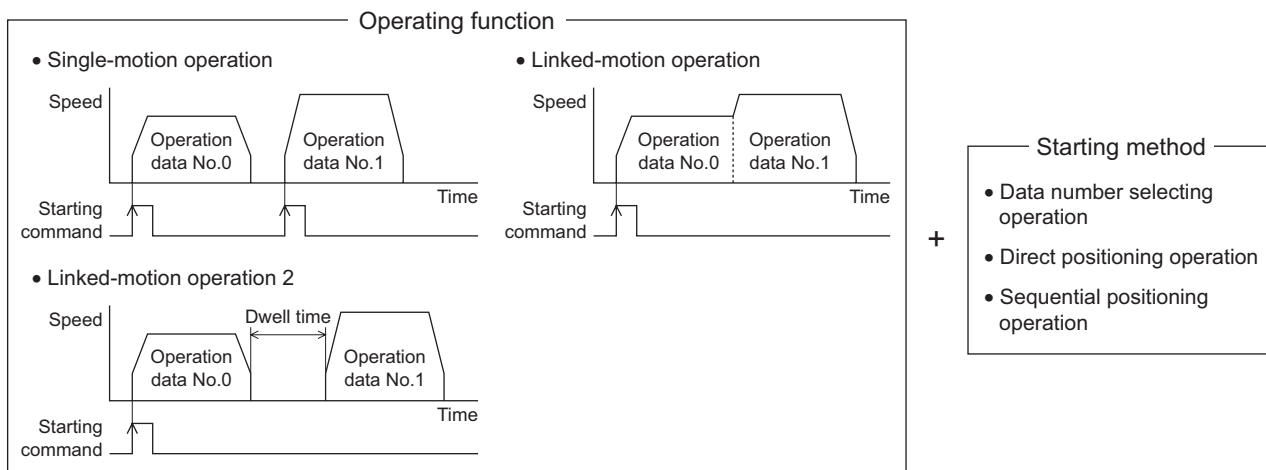 Operating function
• Single-motion operation
Speed
Operation
data No.0
Operation
data No.1
Time
Starting
command
• Linked-motion operation
Speed
Operation
data No.0
Operation
data No.1
Time
Starting
command
• Linked-motion operation 2
Speed
Dwell time
Operation
data No.0
Operation
data No.1
Time
Starting
command
+
Starting method
• Data number selecting
operation
• Direct positioning operation
• Sequential positioning
operation